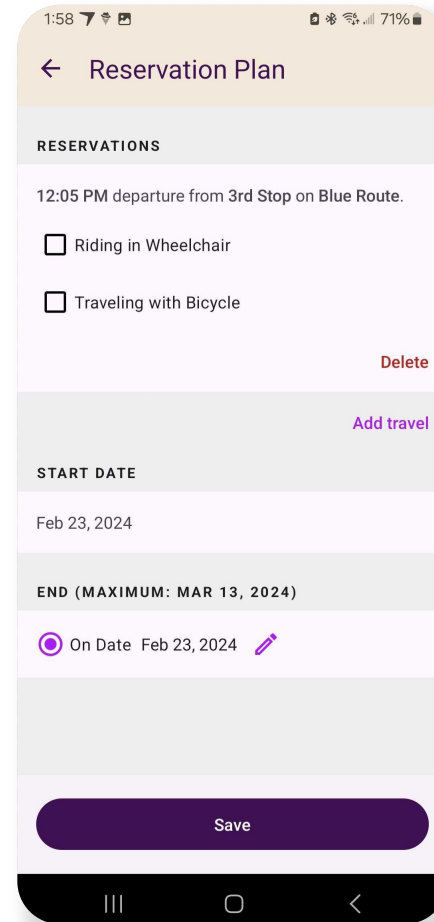 1:58 71%
Reservation Plan
RESERVATIONS
12:05 PM departure from 3rd Stop on Blue Route.
Riding in Wheelchair
Traveling with Bicycle
Delete
Add travel
START DATE
Feb 23, 2024
END (MAXIMUM: MAR 13, 2024)
On Date Feb 23, 2024
Save